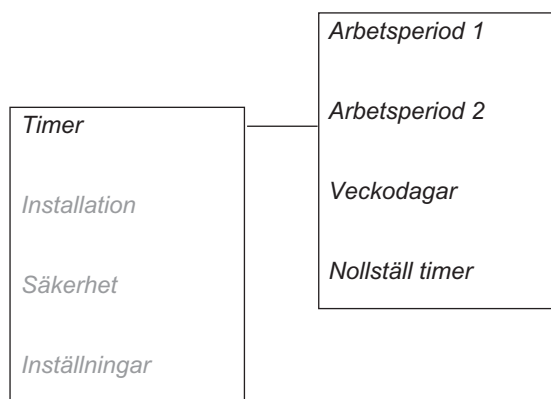 Timer
Installation
Säkerhet
Inställningar
Arbetsperiod 1
Arbetsperiod 2
Veckodagar
Nollställ timer